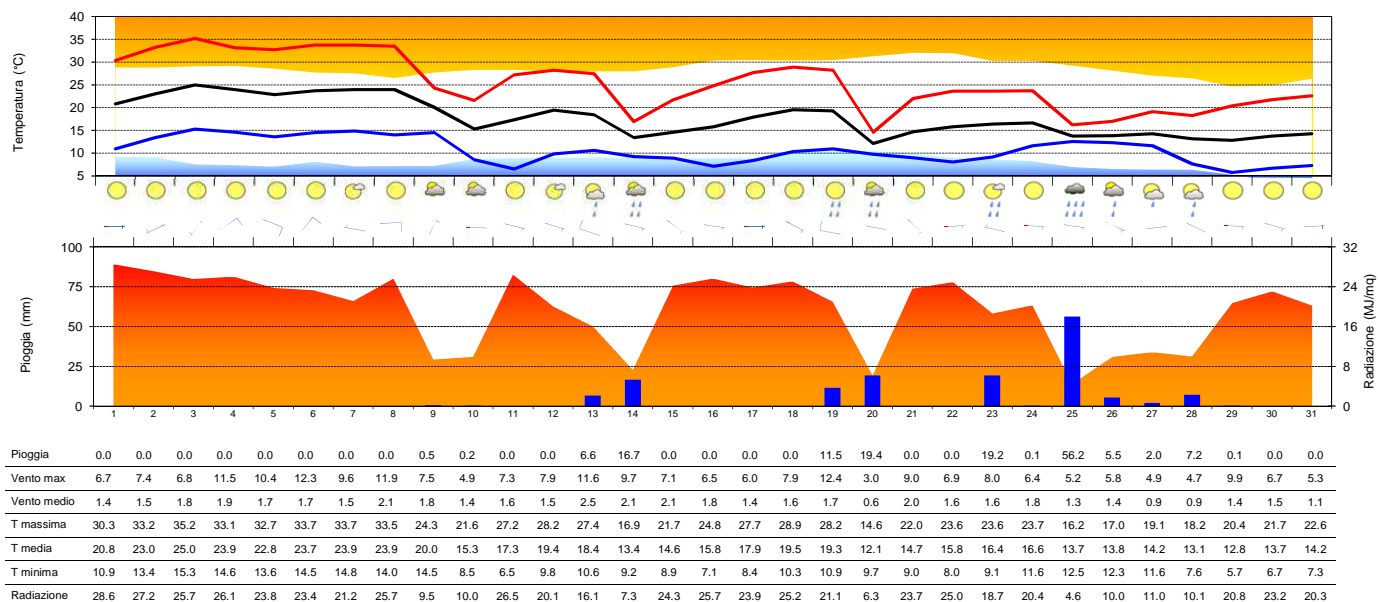 40
35
30
25
20
15
10
5
Temperatura (°C)
100
75
50
25
0
Pioggia (mm)
32
24
16
8
0
Radiazione (MJ/mq)
1 2 3 4 5 6 7 8 9 10 11 12 13 14 15 16 17 18 19 20 21 22 23 24 25 26 27 28 29 30 31
Pioggia 0.0 0.0 0.0 0.0 0.0 0.0 0.0 0.0 0.5 0.2 0.0 0.0 6.6 16.7 0.0 0.0 0.0 0.0 11.5 19.4 0.0 0.0 19.2 0.1 56.2 5.5 2.0 7.2 0.1 0.0 0.0
Vento max 6.7 7.4 6.8 11.5 10.4 12.3 9.6 11.9 7.5 4.9 7.3 7.9 11.6 9.7 7.1 6.5 6.0 7.9 12.4 3.0 9.0 6.9 8.0 6.4 5.2 5.8 4.9 4.7 9.9 6.7 5.3
Vento medio 1.4 1.5 1.8 1.9 1.7 1.7 1.5 2.1 1.8 1.4 1.6 1.5 2.5 2.1 2.1 1.8 1.4 1.6 1.7 0.6 2.0 1.6 1.6 1.8 1.3 1.4 0.9 0.9 1.4 1.5 1.1
T massima 30.3 33.2 35.2 33.1 32.7 33.7 33.7 33.5 24.3 21.6 27.2 28.2 27.4 16.9 21.7 24.8 27.7 28.9 28.2 14.6 22.0 23.6 23.6 23.7 16.2 17.0 19.1 18.2 20.4 21.7 22.6
T media 20.8 23.0 25.0 23.9 22.8 23.7 23.9 23.9 20.0 15.3 17.3 19.4 18.4 13.4 14.6 15.8 17.9 19.5 19.3 12.1 14.7 15.8 16.4 16.6 13.7 13.8 14.2 13.1 12.8 13.7 14.2
T minima 10.9 13.4 15.3 14.6 13.6 14.5 14.8 14.0 14.5 8.5 6.5 9.8 10.6 9.2 8.9 7.1 8.4 10.3 10.9 9.7 9.0 8.0 9.1 11.6 12.5 12.3 11.6 7.6 5.7 6.7 7.3
Radiazione 28.6 27.2 25.7 26.1 23.8 23.4 21.2 25.7 9.5 10.0 26.5 20.1 16.1 7.3 24.3 25.7 23.9 25.2 21.1 6.3 23.7 25.0 18.7 20.4 4.6 10.0 11.0 10.1 20.8 23.2 20.3